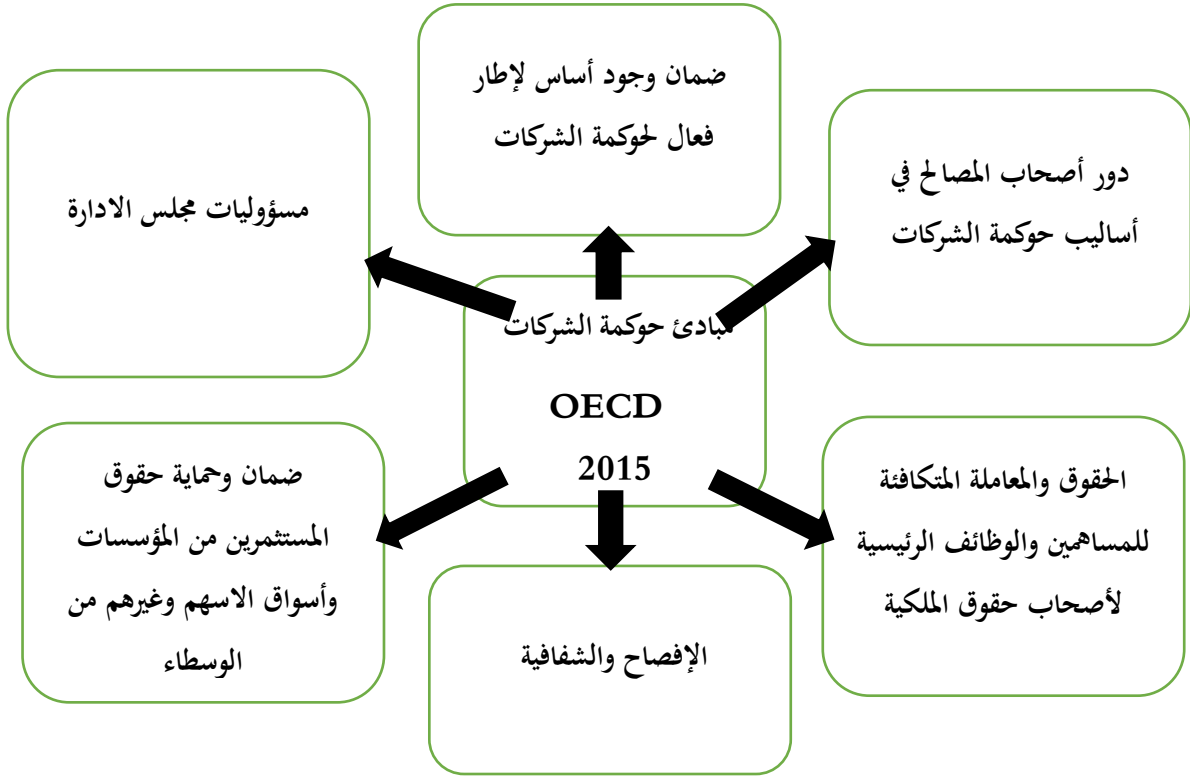 ضمان وجود أساس لإطار
فعال لحوكمة الشركات
دور أصحاب المصالح في
أساليب حوكمة الشركات
مسؤوليات مجلس الادارة
مبادئ حوكمة الشركات
OECD
2015
الحقوق والمعاملة المتكافئة
للمساهمين والوظائف الرئيسية
لأصحاب حقوق الملكية
ضمان وحماية حقوق
المستثمرين من المؤسسات
وأسواق الاسهم وغيرهم من
الوسطاء
الإفصاح والشفافية